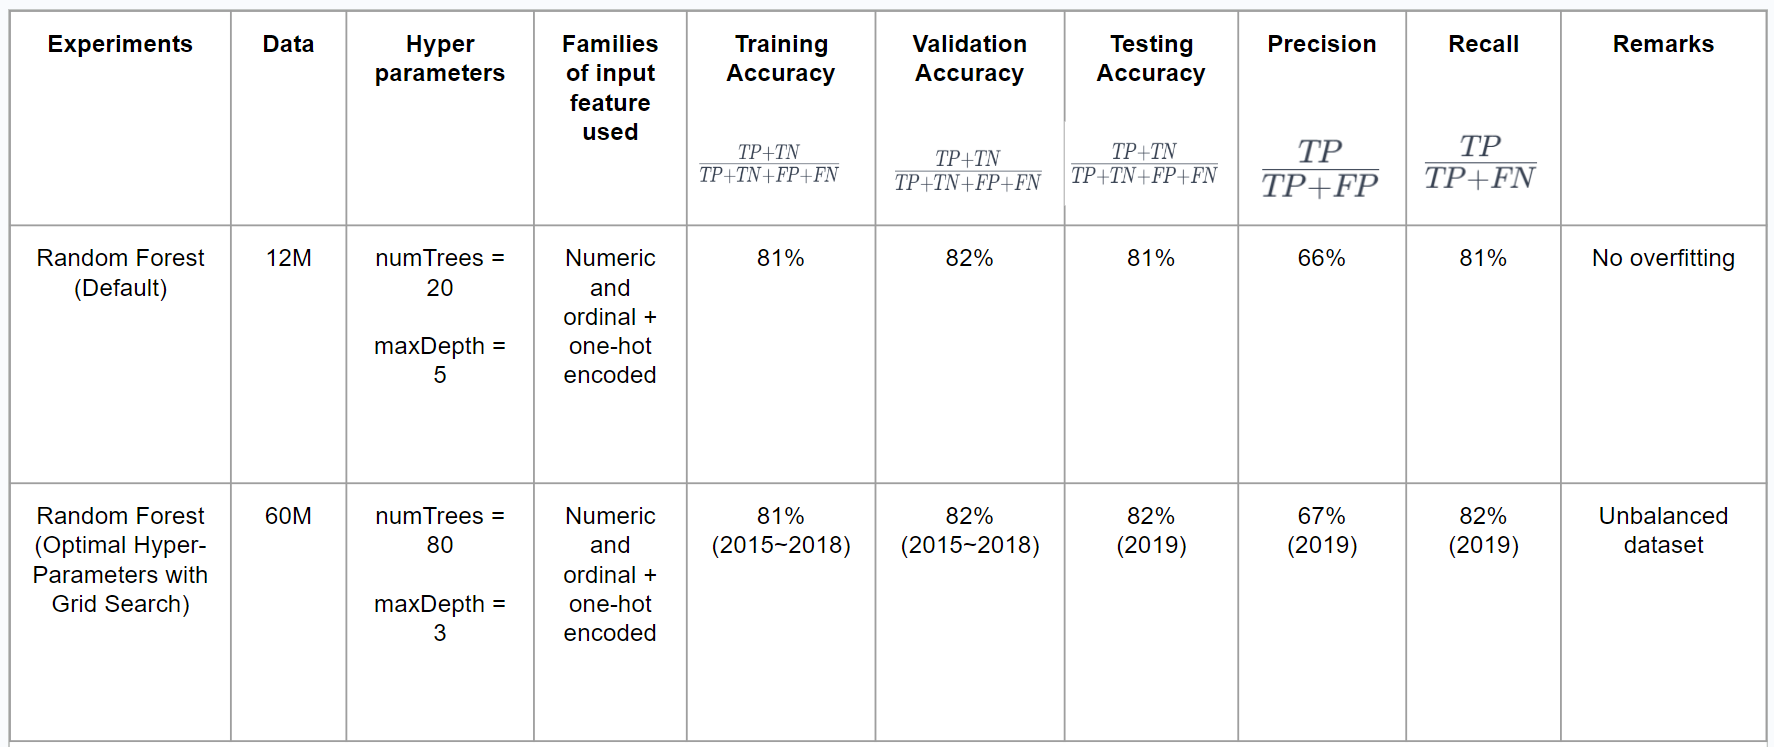 Experiments
Data
Hyper
parameters
Families
of input
feature
used
Training
Accuracy
TP+TN
TP+TN+FP+FN
Validation
Accuracy
TP+TN
TP+TN+FP+FN
Testing
Accuracy
TP+TN
TP+TN+FP+FN
Precision
TP
TP+FP
Recall
TP
TP+FN
Remarks
Random Forest
(Default)
12M
numTrees =
20
maxDepth =
5
Numeric
and
ordinal +
one-hot
encoded
81%
82%
81%
66%
81%
No overfitting
Random Forest
(Optimal Hyper-
Parameters with
Grid Search)
60M
numTrees =
80
maxDepth =
3
Numeric
and
ordinal +
one-hot
encoded
81%
(2015~2018)
82%
(2015~2018)
82%
(2019)
67%
(2019)
82%
(2019)
Unbalanced
dataset